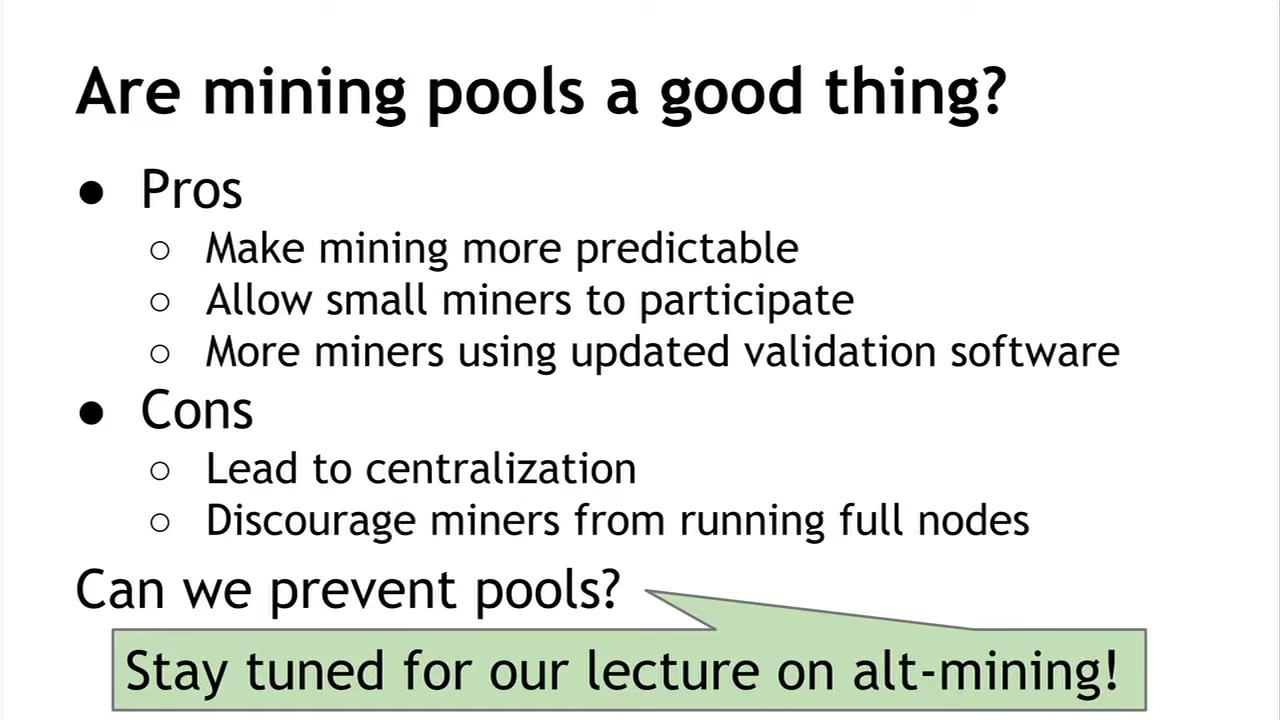 Are mining pools a good thing?
● Pros
○ Make mining more predictable
○ Allow small miners to participate
○ More miners using updated validation software
● Cons
○ Lead to centralization
○ Discourage miners from running full nodes
Can we prevent pools?
Stay tuned for our lecture on alt-mining!